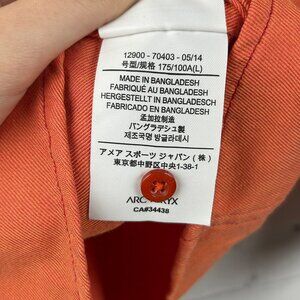 12900 - 70403 - 05/14
号型/规格 175/100A(L)
MADE IN BANGLADESH
FABRIQUÉ AU BANGLADESH
HERGESTELLT IN BANGLADESCH
FABRICADO EN BANGLADESH
孟加拉制造
バングラデシュ製
제조국명 방글라데시
アメア スポーツ ジャパン (株)
東京都中野区中央1-38-1
CA#34438